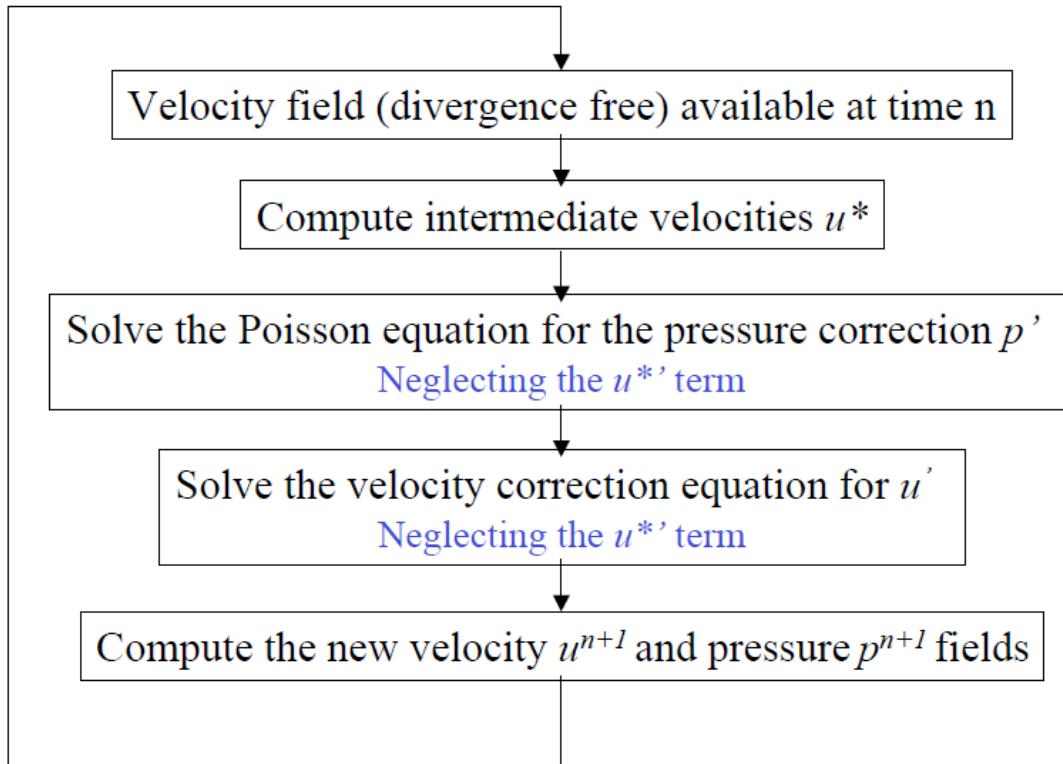 Velocity field (divergence free) available at time n
Compute intermediate velocities u*
Solve the Poisson equation for the pressure correction p’
Neglecting the u*’ term
Solve the velocity correction equation for u’
Neglecting the u*’ term
Compute the new velocity uⁿ⁺¹ and pressure pⁿ⁺¹ fields